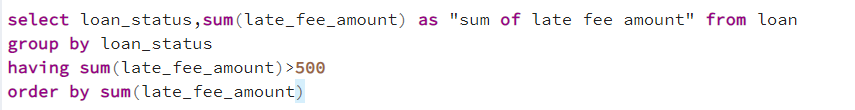 select loan_status,sum(late_fee_amount) as "sum of late fee amount" from loan
group by loan_status
having sum(late_fee_amount)>500
order by sum(late_fee_amount)